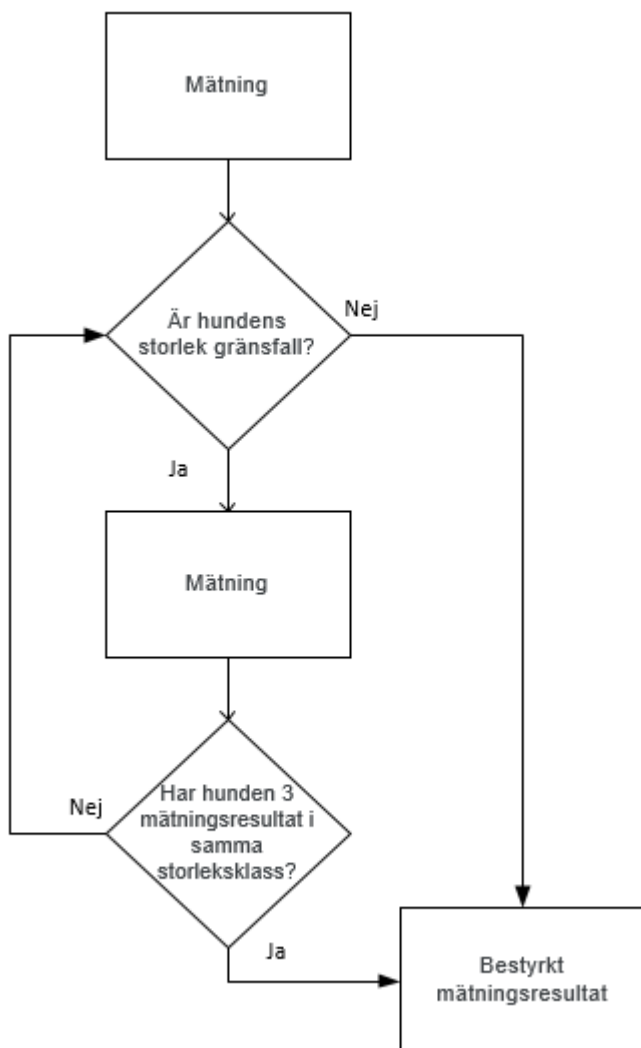 Mätning
Är hundens
storlek gränsfall?
Nej
Ja
Mätning
Har hunden 3
mätningsresultat i
samma
storleksklass?
Nej
Ja
Bestyrkt
mätningsresultat